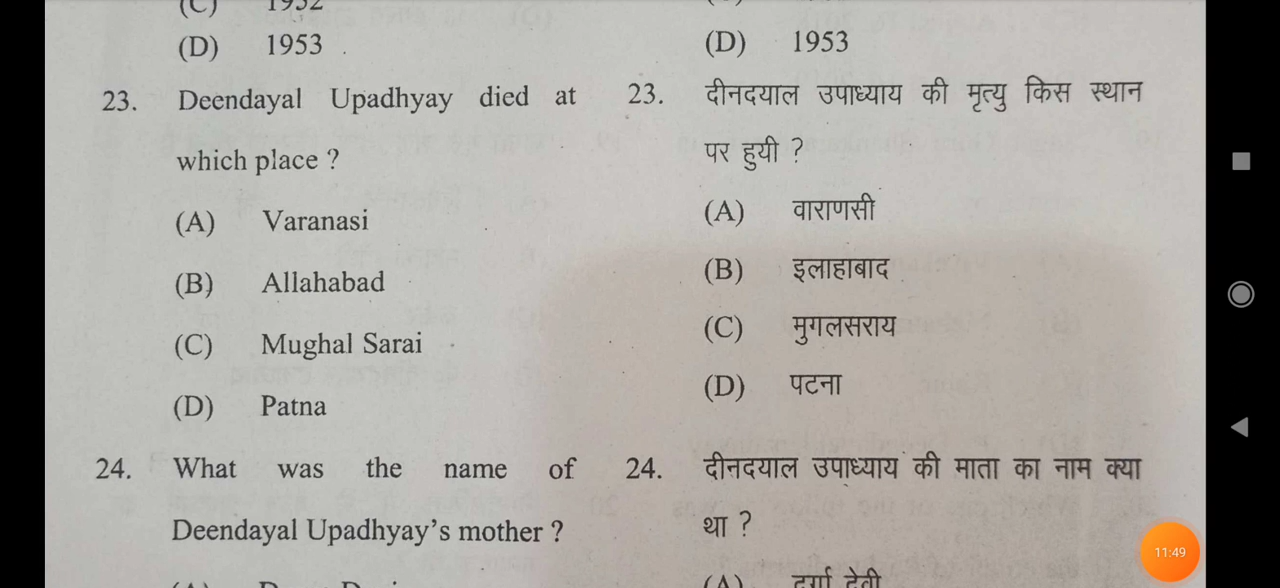 (C) 1952
(D) 1953
23. Deendayal Upadhyay died at
which place ?
(A) Varanasi
(B) Allahabad
(C) Mughal Sarai
(D) Patna
24. What was the name of
Deendayal Upadhyay's mother ?
(D) 1953
23. दीनदयाल उपाध्याय की मृत्यु किस स्थान
पर हुयी ?
(A) वाराणसी
(B) इलाहाबाद
(C) मुगलसराय
(D) पटना
24. दीनदयाल उपाध्याय की माता का नाम क्या
था ?
(A) दुर्गा देवी
11:49